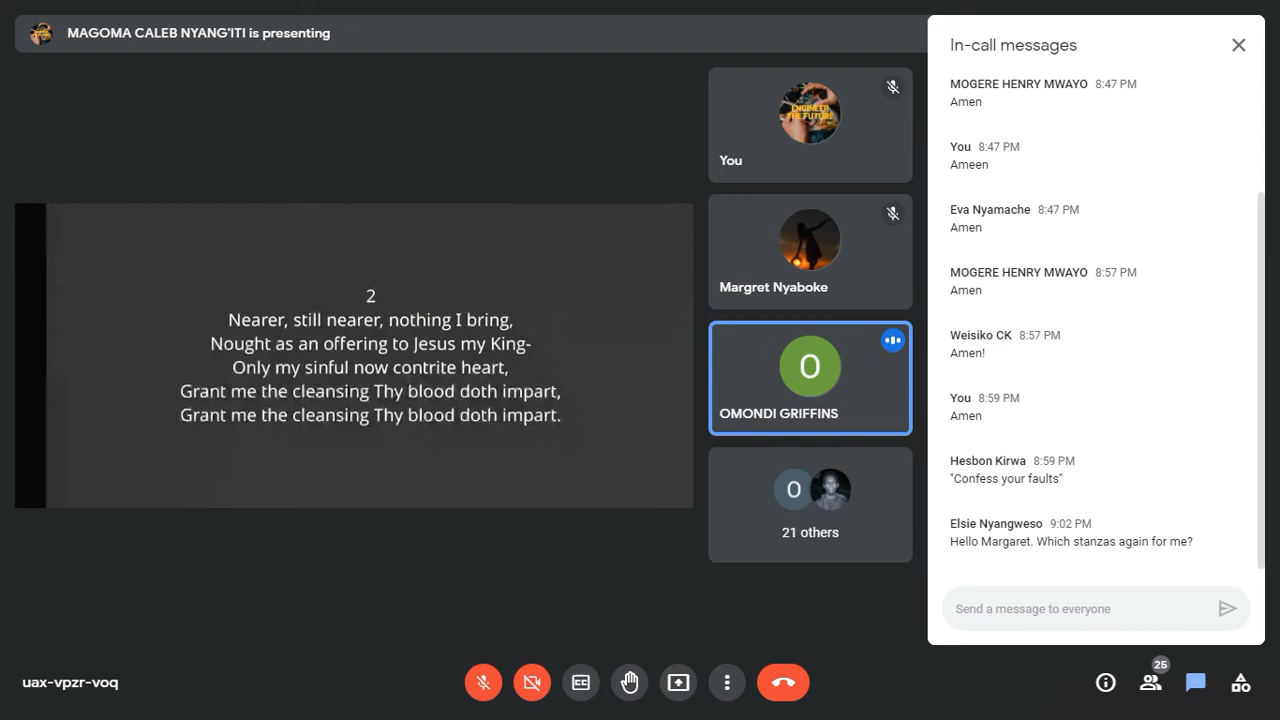 MAGOMA CALEB NYANG'ITI is presenting
2
Nearer, still nearer, nothing I bring,
Nought as an offering to Jesus my King-
Only my sinful now contrite heart,
Grant me the cleansing Thy blood doth impart,
Grant me the cleansing Thy blood doth impart.
ENGINEER
THE FUTURE
You
Margret Nyaboke
O
OMONDI GRIFFINS
O
21 others
In-call messages
MOGERE HENRY MWAYO 8:47 PM
Amen
You 8:47 PM
Ameen
Eva Nyamache 8:47 PM
Amen
MOGERE HENRY MWAYO 8:57 PM
Amen
Weisiko CK 8:57 PM
Amen!
You 8:59 PM
Amen
Hesbon Kirwa 8:59 PM
"Confess your faults"
Elsie Nyangweso 9:02 PM
Hello Margaret. Which stanzas again for me?
Send a message to everyone
uax-vpzr-voq
CC
25